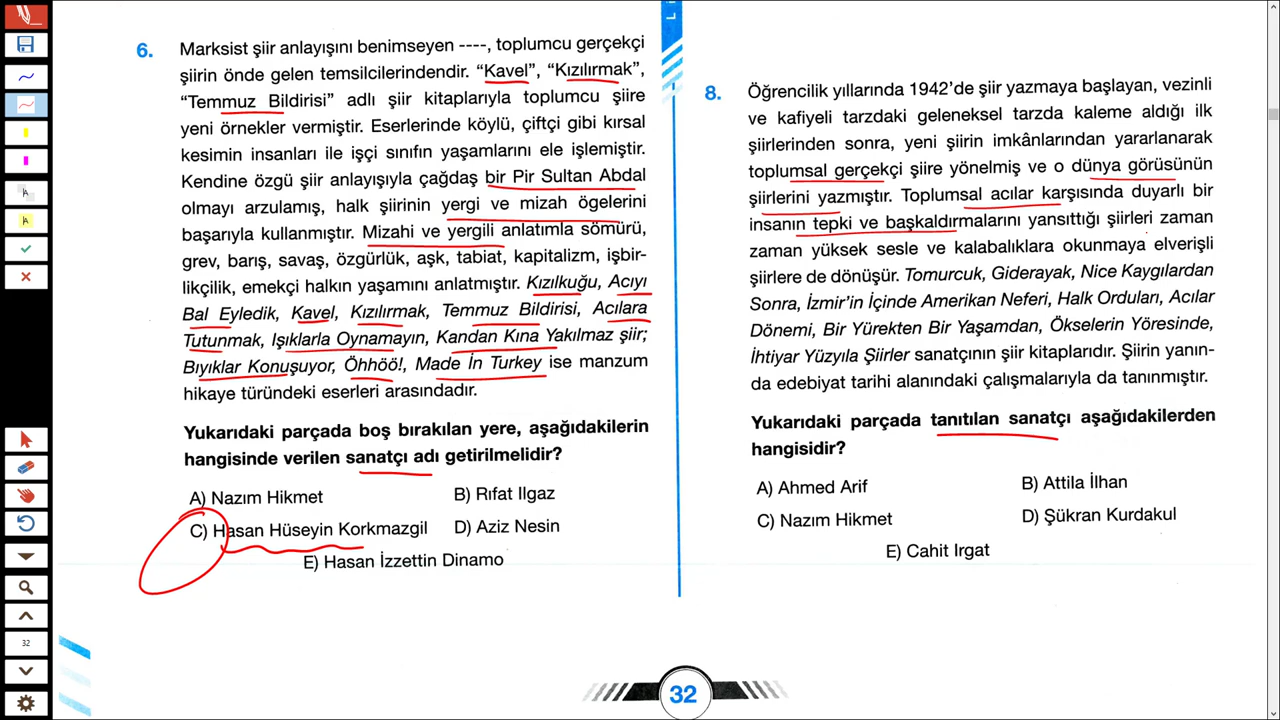 6.
Marksist şiir anlayışını benimseyen ----, toplumcu gerçekçi
şiirin önde gelen temsilcilerindendir. “Kavel”, “Kızılırmak”,
“Temmuz Bildirisi” adlı şiir kitaplarıyla toplumcu şiire
yeni örnekler vermiştir. Eserlerinde köylü, çiftçi gibi kırsal
kesimin insanları ile işçi sınıfın yaşamlarını ele işlemiştir.
Kendine özgü şiir anlayışıyla çağdaş bir Pir Sultan Abdal
olmayı arzulamış, halk şiirinin yergi ve mizah ögelerini
başarıyla kullanmıştır. Mizahi ve yergili anlatımla sömürü,
grev, barış, savaş, özgürlük, aşk, tabiat, kapitalizm, işbir-
likçilik, emekçi halkın yaşamını anlatmıştır. Kızılkuğu, Acıyı
Bal Eyledik, Kavel, Kızılırmak, Temmuz Bildirisi, Acılara
Tutunmak, Işıklarla Oynamayın, Kandan Kına Yakılmaz şiir;
Bıyıklar Konuşuyor, Öhhöö!, Made İn Turkey ise manzum
hikaye türündeki eserleri arasındadır.
Yukarıdaki parçada boş bırakılan yere, aşağıdakilerin
hangisinde verilen sanatçı adı getirilmelidir?
A) Nazım Hikmet B) Rıfat Ilgaz
C) Hasan Hüseyin Korkmazgil D) Aziz Nesin
E) Hasan İzzettin Dinamo
8.
Öğrencilik yıllarında 1942’de şiir yazmaya başlayan, vezinli
ve kafiyeli tarzdaki geleneksel tarzda kaleme aldığı ilk
şiirlerinden sonra, yeni şiirin imkânlarından yararlanarak
toplumsal gerçekçi şiire yönelmiş ve o dünya görüsünün
şiirlerini yazmıştır. Toplumsal acılar karşısında duyarlı bir
insanın tepki ve başkaldırmalarını yansıttığı şiirleri zaman
zaman yüksek sesle ve kalabalıklara okunmaya elverişli
şiirlere de dönüşür. Tomurcuk, Giderayak, Nice Kaygılardan
Sonra, İzmir’in İçinde Amerikan Neferi, Halk Orduları, Acılar
Dönemi, Bir Yürekten Bir Yaşamdan, Ökselerin Yöresinde,
İhtiyar Yüzyıla Şiirler sanatçının şiir kitaplarıdır. Şiirin yanın-
da edebiyat tarihi alanındaki çalışmalarıyla da tanınmıştır.
Yukarıdaki parçada tanıtılan sanatçı aşağıdakilerden
hangisidir?
A) Ahmed Arif B) Attila İlhan
C) Nazım Hikmet D) Şükran Kurdakul
E) Cahit Irgat
32
32